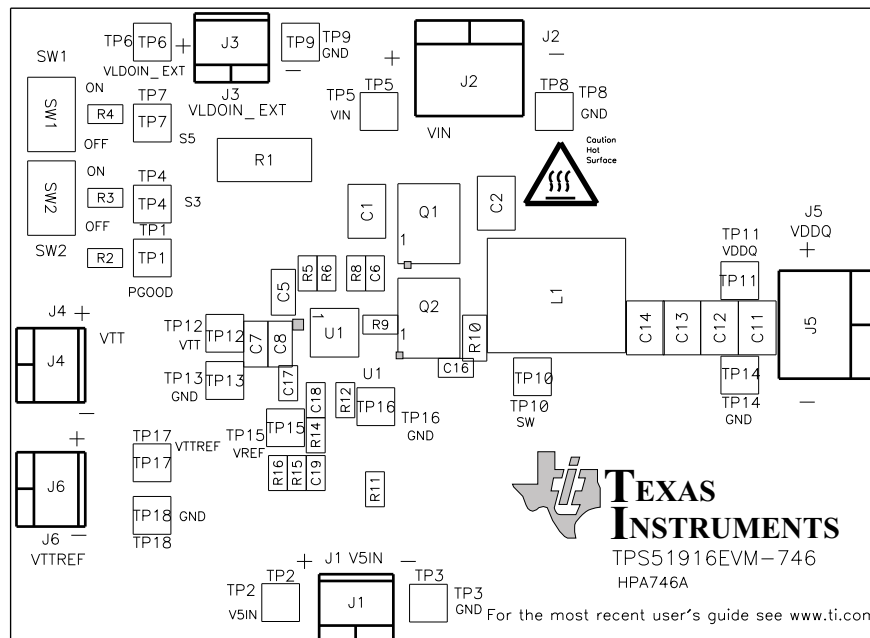 TP6 TP6 + J3 TP9 TP9
GND
VLDOIN_EXT −
J3
VLDOIN_EXT
+ J2 J2 −
VIN
TP5
TP5
VIN
TP8
TP8
GND
SW1
SW1
ON
R4
OFF
TP7
TP7
S5
SW2
SW2
ON
R3
OFF
TP4
TP4
S3
R1
Caution
Hot
Surface
TP1
TP1
R2
PGOOD
C1
Q1
1
C2
R5
R6
R8
C6
C5
L1
TP11
VDDQ
TP11
J5
VDDQ
+
J5
−
J4 +
VTT
J4
−
TP12
TP12
VTT
TP13
TP13
GND
C7
C8
1
U1
U1
R9
Q2
1
R10
C16
C14
C13
C12
C11
TP10
TP10
SW
TP14
TP14
GND
C17
C18
R12
TP16
TP16
GND
TP15
TP15
VREF
R14
R16
R15
C19
R11
+
J6
−
J6
VTTREF
TP17
VTTREF
TP17
TP18
GND
TP18
TI
TEXAS
INSTRUMENTS
TPS51916EVM-746
HPA746A
+ J1 V5IN −
TP2
TP2
V5IN
J1
TP3
TP3
GND
For the most recent user's guide see www.ti.con